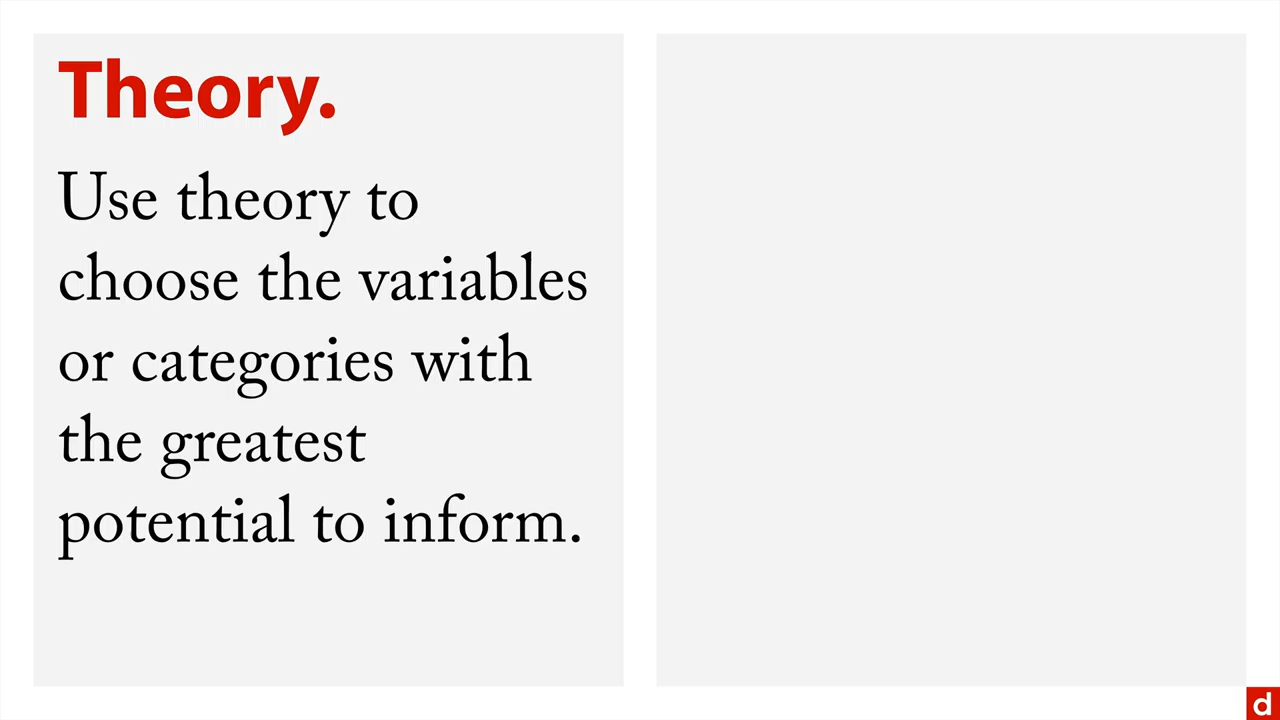 Theory.
Use theory to
choose the variables
or categories with
the greatest
potential to inform.
d